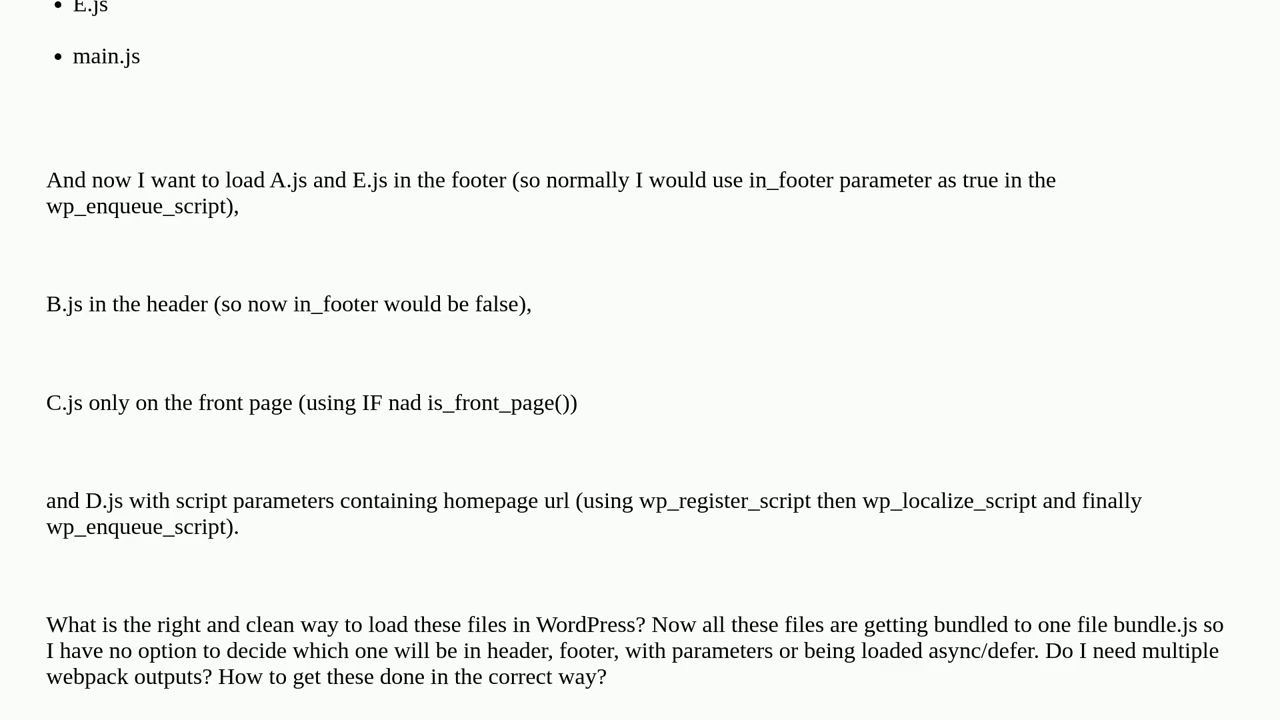 E.js
main.js
And now I want to load A.js and E.js in the footer (so normally I would use in_footer parameter as true in the
wp_enqueue_script),
B.js in the header (so now in_footer would be false),
C.js only on the front page (using IF nad is_front_page())
and D.js with script parameters containing homepage url (using wp_register_script then wp_localize_script and finally
wp_enqueue_script).
What is the right and clean way to load these files in WordPress? Now all these files are getting bundled to one file bundle.js so
I have no option to decide which one will be in header, footer, with parameters or being loaded async/defer. Do I need multiple
webpack outputs? How to get these done in the correct way?